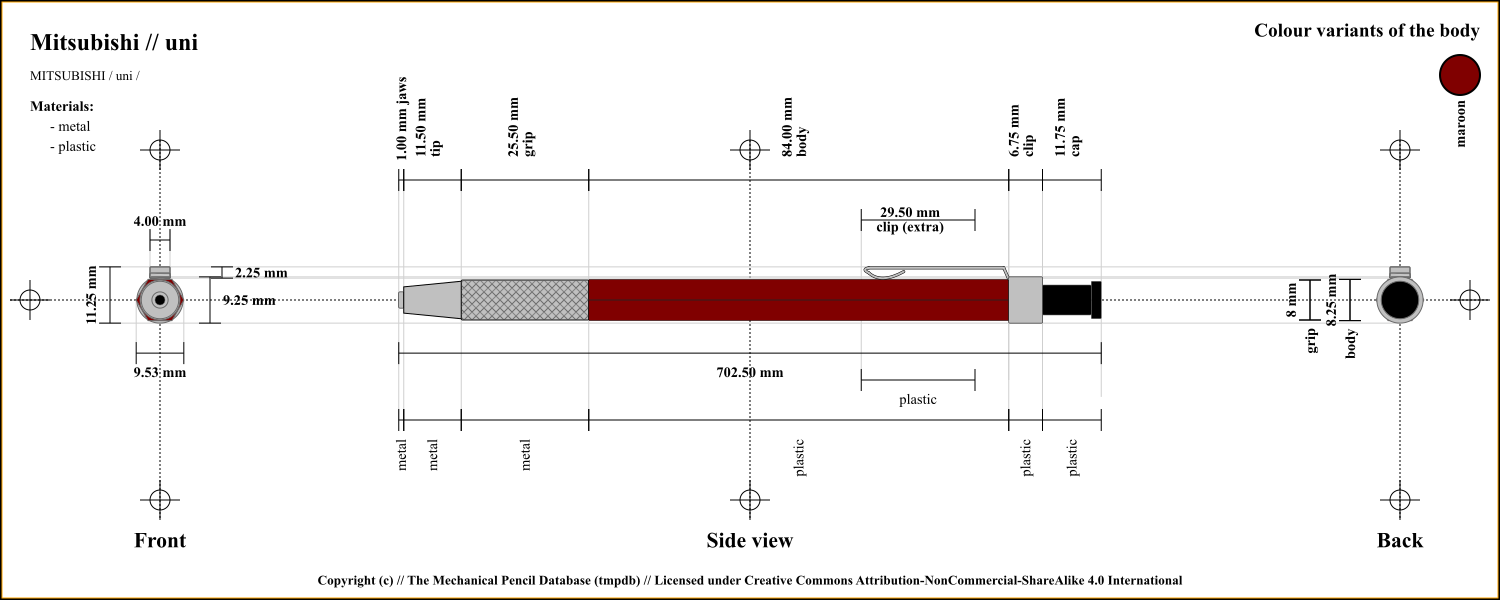 Mitsubishi // uni
MITSUBISHI / uni /
Materials:
- metal
- plastic
Colour variants of the body
maroon
1.00 mm jaws
11.50 mm
tip
25.50 mm
grip
84.00 mm
body
6.75 mm
clip
11.75 mm
cap
29.50 mm
clip (extra)
4.00 mm
2.25 mm
11.25 mm
9.25 mm
9.53 mm
702.50 mm
plastic
8 mm
grip
8.25 mm
body
metal
metal
metal
plastic
plastic
plastic
Front
Side view
Back
Copyright (c) // The Mechanical Pencil Database (tmpdb) // Licensed under Creative Commons Attribution-NonCommercial-ShareAlike 4.0 International